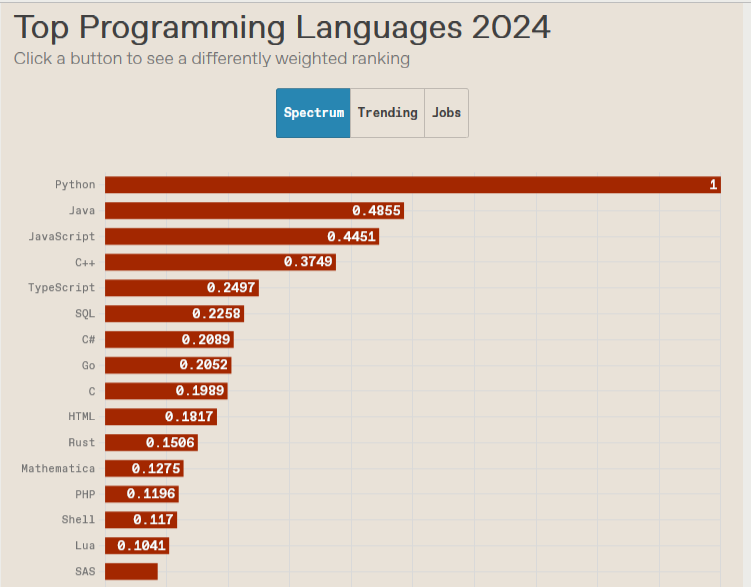 Top Programming Languages 2024
Click a button to see a differently weighted ranking
Spectrum Trending Jobs
Python 1
Java 0.4855
JavaScript 0.4451
C++ 0.3749
TypeScript 0.2497
SQL 0.2258
C# 0.2089
Go 0.2052
C 0.1989
HTML 0.1817
Rust 0.1506
Mathematica 0.1275
PHP 0.1196
Shell 0.117
Lua 0.1041
SAS